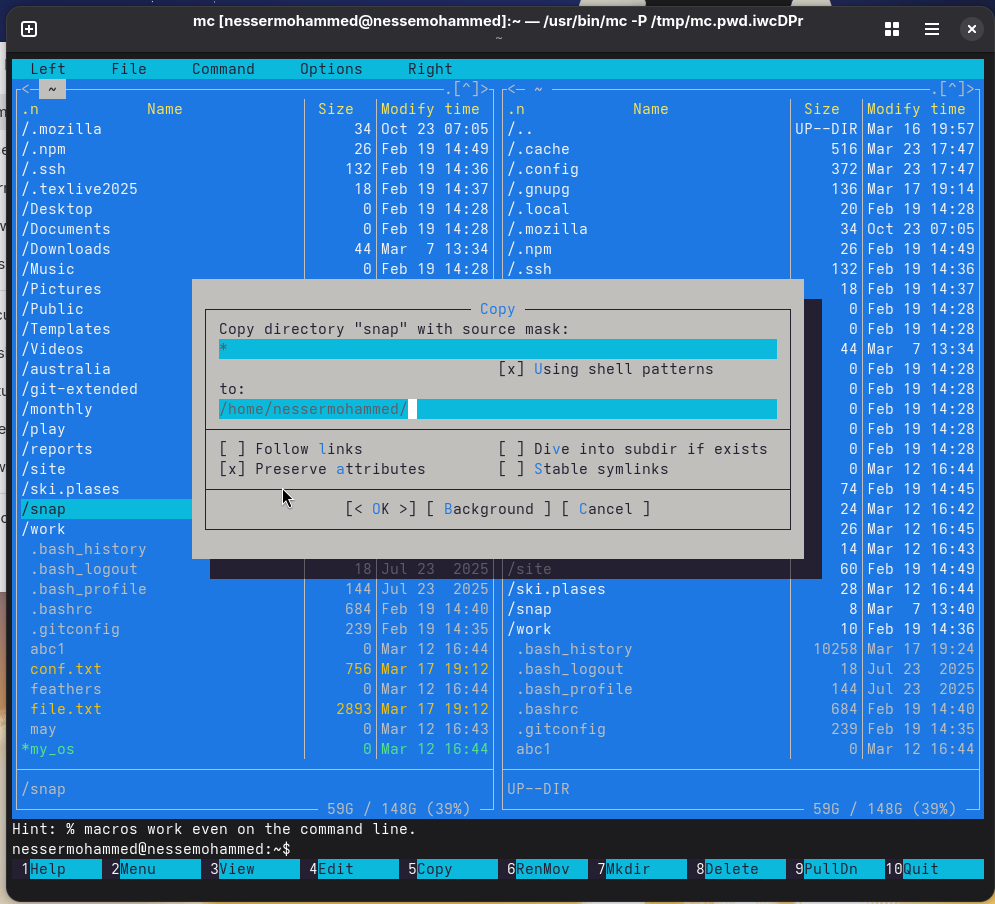 mc [nessermohammed@nessemohammed]:~ — /usr/bin/mc -P /tmp/mc.pwd.iwcDPr
~
Left File Command Options Right
<─ ~ .[^]> <─ ~ .[^]>
.n Name Size Modify time .n Name Size Modify time
/.mozilla 34 Oct 23 07:05 /.. UP--DIR Mar 16 19:57
/.npm 26 Feb 19 14:49 /.cache 516 Mar 23 17:47
/.ssh 132 Feb 19 14:36 /.config 372 Mar 23 17:47
/.texlive2025 18 Feb 19 14:37 /.gnupg 136 Mar 17 19:14
/Desktop 0 Feb 19 14:28 /.local 20 Feb 19 14:28
/Documents 0 Feb 19 14:28 /.mozilla 34 Oct 23 07:05
/Downloads 44 Mar 7 13:34 /.npm 26 Feb 19 14:49
/Music 0 Feb 19 14:28 /.ssh 132 Feb 19 14:36
/Pictures 18 Feb 19 14:37
/Public Copy 0 Feb 19 14:28
/Templates Copy directory "snap" with source mask: 0 Feb 19 14:28
/Videos * 44 Mar 7 13:34
/australia [x] Using shell patterns 0 Feb 19 14:28
/git-extended to: 0 Feb 19 14:28
/monthly /home/nessermohammed/ 0 Feb 19 14:28
/play 0 Feb 19 14:28
/reports [ ] Follow links [ ] Dive into subdir if exists 0 Feb 19 14:28
/site [x] Preserve attributes [ ] Stable symlinks 0 Mar 12 16:44
/ski.plases 74 Feb 19 14:45
/snap [< OK >] [ Background ] [ Cancel ] 24 Mar 12 16:42
/work 26 Mar 12 16:45
.bash_history 14 Mar 12 16:43
.bash_logout 18 Jul 23 2025 /site 60 Feb 19 14:49
.bash_profile 144 Jul 23 2025 /ski.plases 28 Mar 12 16:44
.bashrc 684 Feb 19 14:40 /snap 8 Mar 7 13:40
.gitconfig 239 Feb 19 14:35 /work 10 Feb 19 14:36
abc1 0 Mar 12 16:44 .bash_history 10258 Mar 17 19:24
conf.txt 756 Mar 17 19:12 .bash_logout 18 Jul 23 2025
feathers 0 Mar 12 16:44 .bash_profile 144 Jul 23 2025
file.txt 2893 Mar 17 19:12 .bashrc 684 Feb 19 14:40
may 0 Mar 12 16:43 .gitconfig 239 Feb 19 14:35
*my_os 0 Mar 12 16:44 abc1 0 Mar 12 16:44
/snap UP--DIR
59G / 148G (39%) 59G / 148G (39%)
Hint: % macros work even on the command line.
nessermohammed@nessemohammed:~$
1Help 2Menu 3View 4Edit 5Copy 6RenMov 7Mkdir 8Delete 9PullDn 10Quit